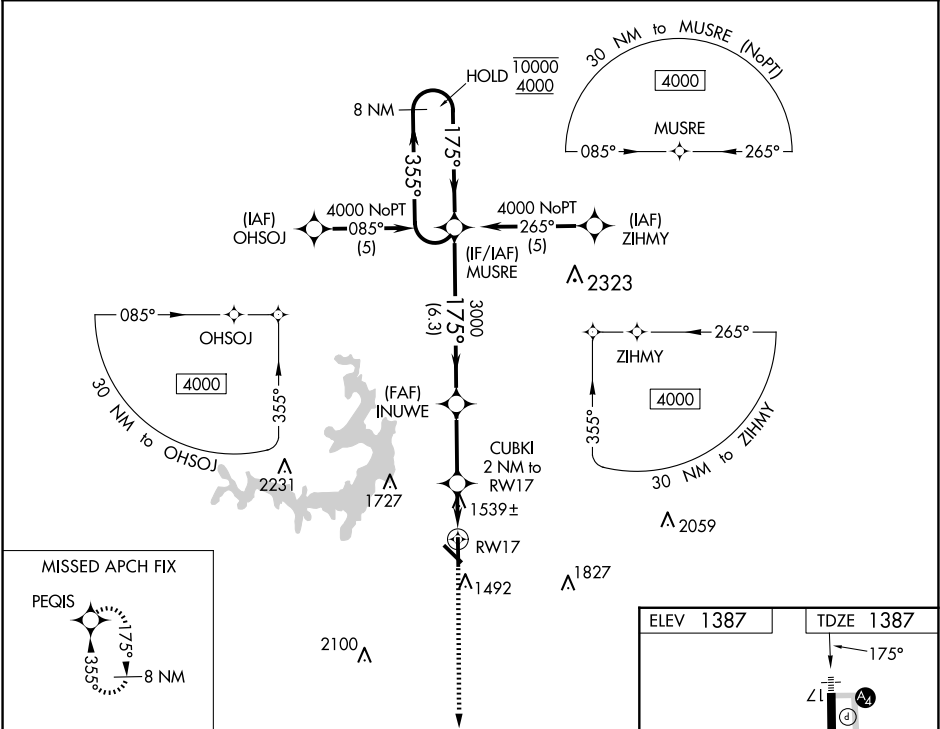 30 NM to MUSRE (NoPT)
4000
MUSRE
085°
265°
HOLD
10000
4000
8 NM
175°
355°
(IAF)
OHSOJ
4000 NoPT
085°
(5)
4000 NoPT
265°
(5)
(IAF)
ZIHMY
(IF/IAF)
MUSRE
2323
3000
175°
(6.3)
085°
OHSOJ
4000
355°
30 NM to OHSOJ
265°
ZIHMY
4000
355°
30 NM to ZIHMY
(FAF)
INUWE
CUBKI
2 NM to
RW17
2231
1727
1539±
2059
RW17
1492
1827
2100
MISSED APCH FIX
PEQIS
175°
355°
8 NM
ELEV 1387
TDZE 1387
175°
17
A4
P